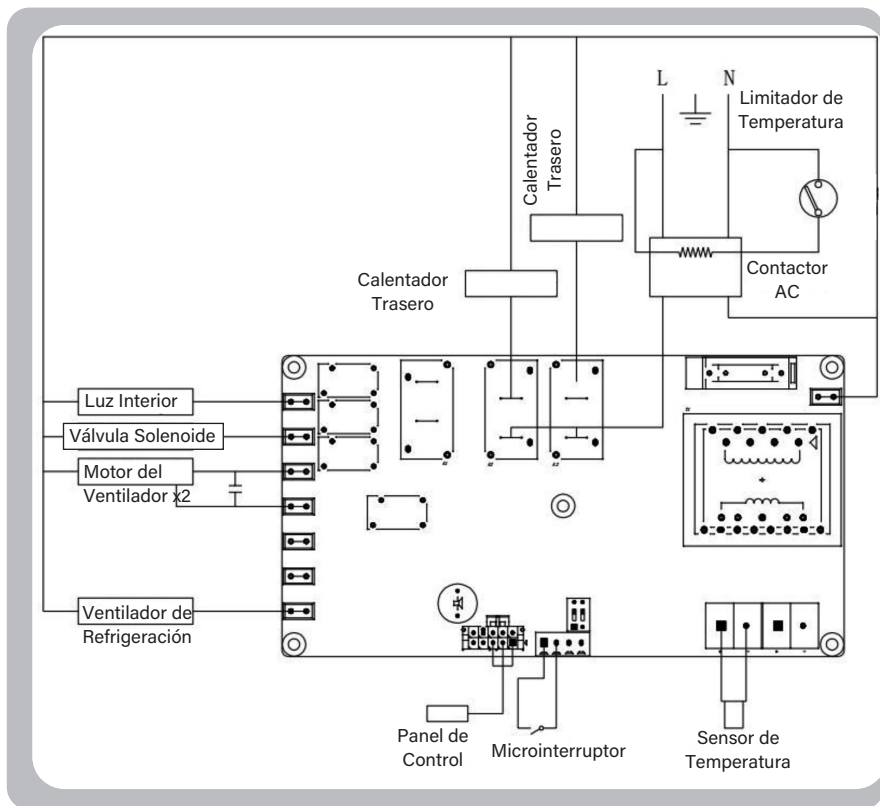 L N
Limitador de
Temperatura
Calentador
Trasero
Calentador
Trasero
Contactor
AC
Luz Interior
Válvula Solenoide
Motor del
Ventilador x2
Ventilador de
Refrigeración
Panel de
Control
Microinterruptor
Sensor de
Temperatura